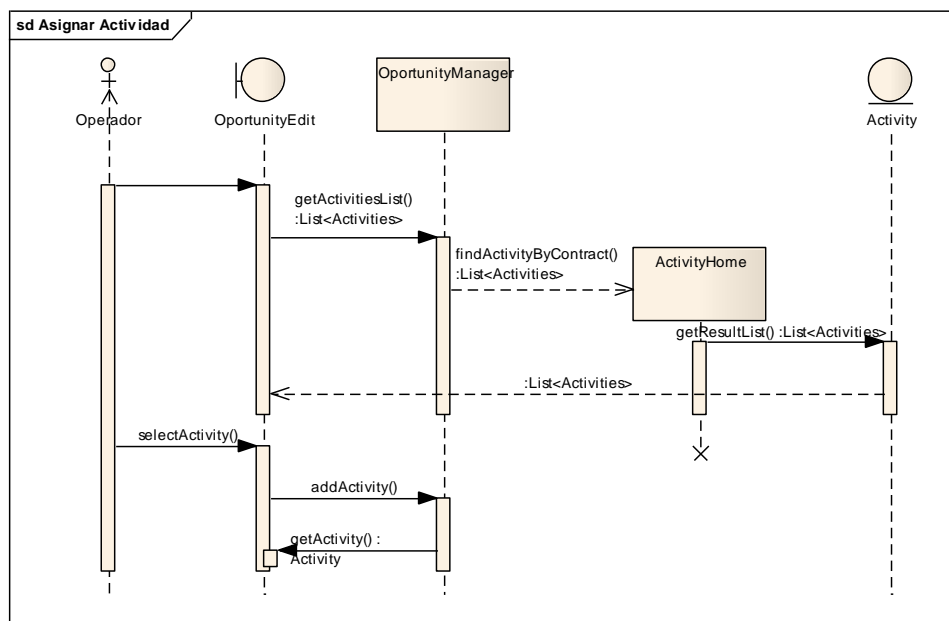 sd Asignar Actividad
Operador
OportunityEdit
OportunityManager
Activity
getActivitiesList()
:List<Activities>
findActivityByContract()
:List<Activities>
ActivityHome
getResultList() :List<Activities>
:List<Activities>
selectActivity()
addActivity()
getActivity() :
Activity